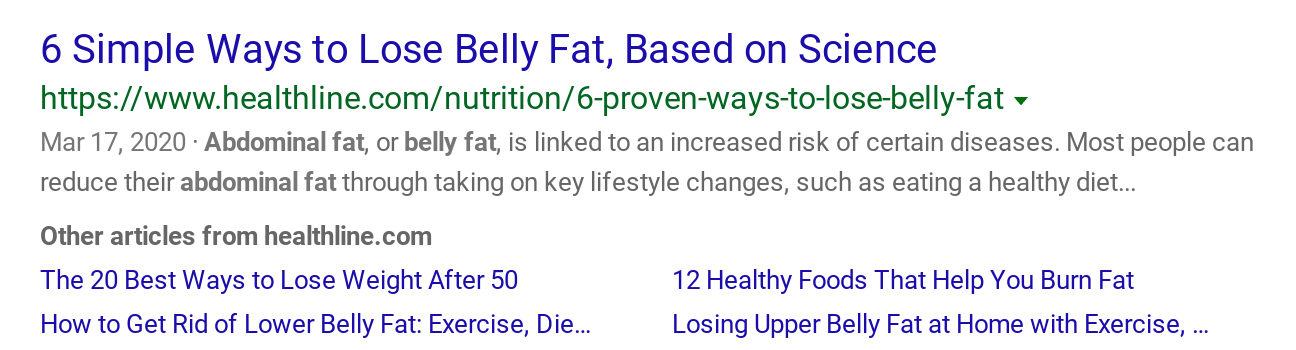 6 Simple Ways to Lose Belly Fat, Based on Science
https://www.healthline.com/nutrition/6-proven-ways-to-lose-belly-fat
Mar 17, 2020 · Abdominal fat, or belly fat, is linked to an increased risk of certain diseases. Most people can
reduce their abdominal fat through taking on key lifestyle changes, such as eating a healthy diet...
Other articles from healthline.com
The 20 Best Ways to Lose Weight After 50
12 Healthy Foods That Help You Burn Fat
How to Get Rid of Lower Belly Fat: Exercise, Die...
Losing Upper Belly Fat at Home with Exercise, ...